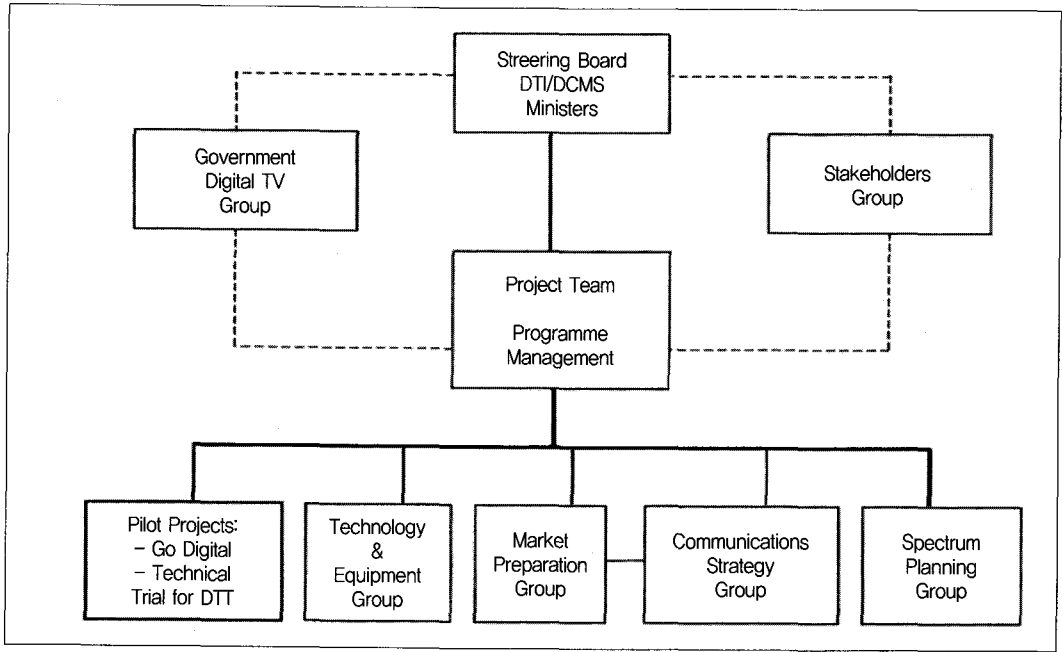 Streering Board
DTI/DCMS
Ministers
Government
Digital TV
Group
Stakeholders
Group
Project Team
Programme
Management
Pilot Projects:
– Go Digital
– Technical
Trial for DTT
Technology
&
Equipment
Group
Market
Preparation
Group
Communications
Strategy
Group
Spectrum
Planning
Group